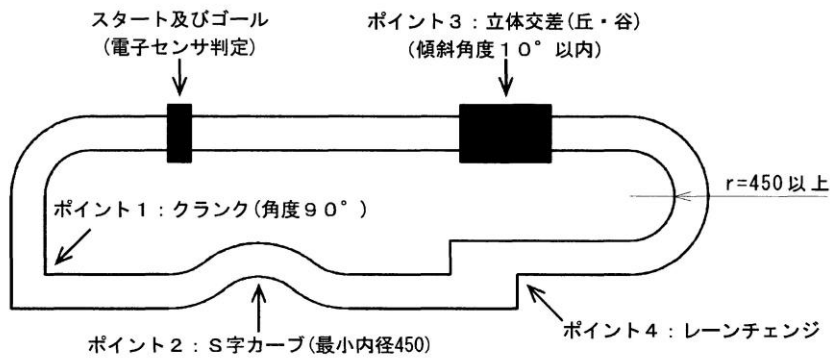 スタート及びゴール
(電子センサ判定)
ポイント３：立体交差(丘・谷)
(傾斜角度１０°以内)
r=450以上
ポイント１：クランク(角度９０°)
ポイント２：Ｓ字カーブ(最小内径450)
ポイント４：レーンチェンジ